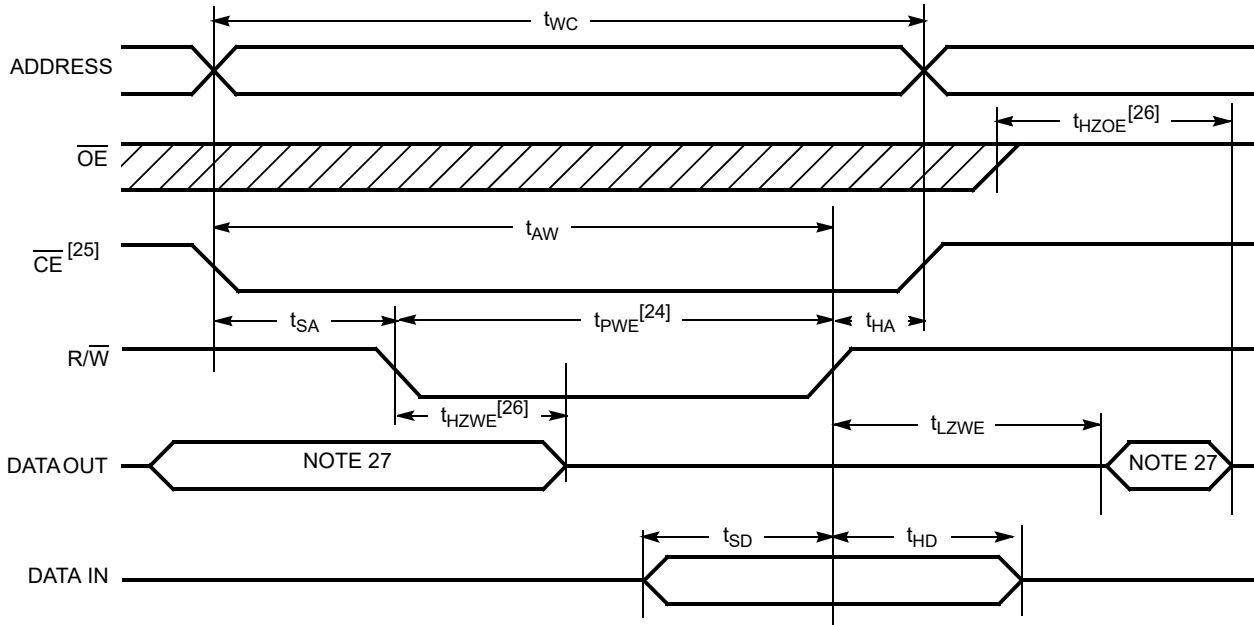 tWC
ADDRESS
tHZOE[26]
OE
tAW
CE [25]
tSA
tPWE[24]
tHA
R/W
tHZWE[26]
tLZWE
DATA OUT
NOTE 27
NOTE 27
tSD
tHD
DATA IN